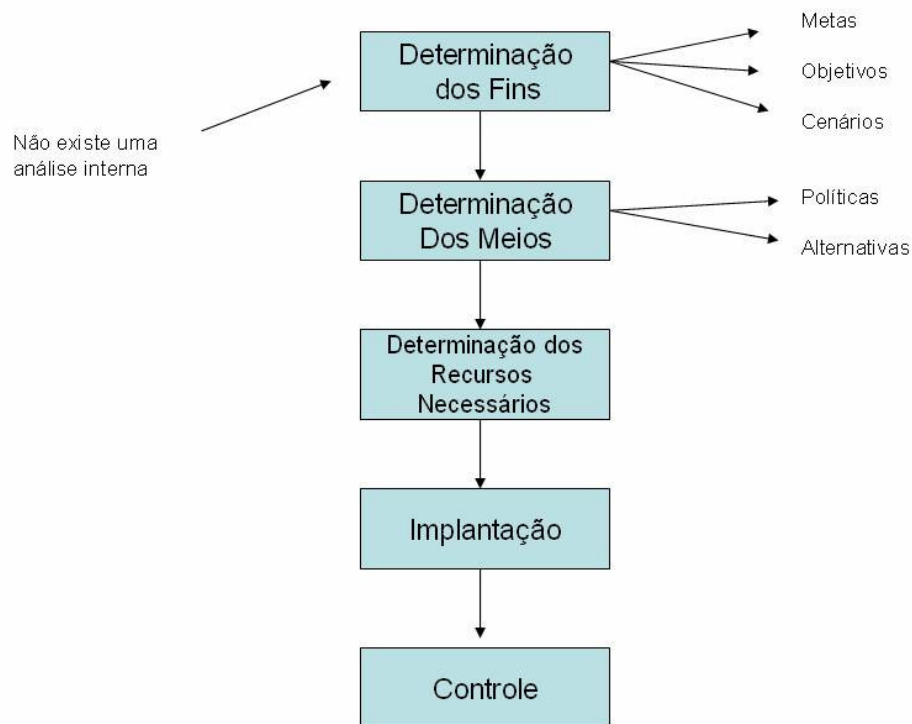 Determinação
dos Fins
Metas
Objetivos
Cenários
Não existe uma
análise interna
Determinação
Dos Meios
Políticas
Alternativas
Determinação dos
Recursos
Necessários
Implantação
Controle